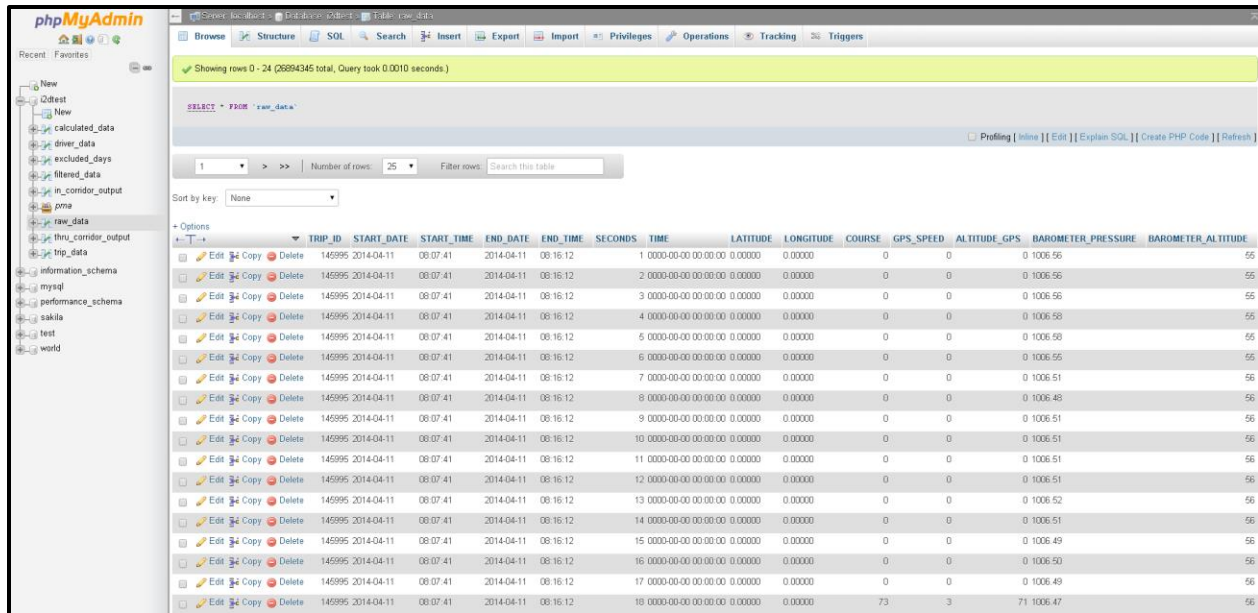 phpMyAdmin
Recent Favorites
New
i2dtest
New
calculated_data
driver_data
excluded_days
filtered_data
in_corridor_output
pma
raw_data
thru_corridor_output
trip_data
information_schema
mysql
performance_schema
sakila
test
world
Server: localhost » Database: i2dtest » Table: raw_data
Browse Structure SQL Search Insert Export Import Privileges Operations Tracking Triggers
Showing rows 0 - 24 (26894345 total, Query took 0.0010 seconds.)
SELECT * FROM `raw_data`
Profiling [ Inline ] [ Edit ] [ Explain SQL ] [ Create PHP Code ] [ Refresh ]
1 > >> Number of rows: 25 Filter rows: Search this table
Sort by key: None
+ Options
←T→ TRIP_ID START_DATE START_TIME END_DATE END_TIME SECONDS TIME LATITUDE LONGITUDE COURSE GPS_SPEED ALTITUDE_GPS BAROMETER_PRESSURE BAROMETER_ALTITUDE
Edit Copy Delete 145995 2014-04-11 08:07:41 2014-04-11 08:16:12 1 0000-00-00 00:00:00 0.00000 0.00000 0 0 0 1006.56 55
Edit Copy Delete 145995 2014-04-11 08:07:41 2014-04-11 08:16:12 2 0000-00-00 00:00:00 0.00000 0.00000 0 0 0 1006.56 55
Edit Copy Delete 145995 2014-04-11 08:07:41 2014-04-11 08:16:12 3 0000-00-00 00:00:00 0.00000 0.00000 0 0 0 1006.56 55
Edit Copy Delete 145995 2014-04-11 08:07:41 2014-04-11 08:16:12 4 0000-00-00 00:00:00 0.00000 0.00000 0 0 0 1006.58 55
Edit Copy Delete 145995 2014-04-11 08:07:41 2014-04-11 08:16:12 5 0000-00-00 00:00:00 0.00000 0.00000 0 0 0 1006.58 55
Edit Copy Delete 145995 2014-04-11 08:07:41 2014-04-11 08:16:12 6 0000-00-00 00:00:00 0.00000 0.00000 0 0 0 1006.55 55
Edit Copy Delete 145995 2014-04-11 08:07:41 2014-04-11 08:16:12 7 0000-00-00 00:00:00 0.00000 0.00000 0 0 0 1006.51 56
Edit Copy Delete 145995 2014-04-11 08:07:41 2014-04-11 08:16:12 8 0000-00-00 00:00:00 0.00000 0.00000 0 0 0 1006.48 56
Edit Copy Delete 145995 2014-04-11 08:07:41 2014-04-11 08:16:12 9 0000-00-00 00:00:00 0.00000 0.00000 0 0 0 1006.51 56
Edit Copy Delete 145995 2014-04-11 08:07:41 2014-04-11 08:16:12 10 0000-00-00 00:00:00 0.00000 0.00000 0 0 0 1006.51 56
Edit Copy Delete 145995 2014-04-11 08:07:41 2014-04-11 08:16:12 11 0000-00-00 00:00:00 0.00000 0.00000 0 0 0 1006.51 56
Edit Copy Delete 145995 2014-04-11 08:07:41 2014-04-11 08:16:12 12 0000-00-00 00:00:00 0.00000 0.00000 0 0 0 1006.51 56
Edit Copy Delete 145995 2014-04-11 08:07:41 2014-04-11 08:16:12 13 0000-00-00 00:00:00 0.00000 0.00000 0 0 0 1006.52 56
Edit Copy Delete 145995 2014-04-11 08:07:41 2014-04-11 08:16:12 14 0000-00-00 00:00:00 0.00000 0.00000 0 0 0 1006.51 56
Edit Copy Delete 145995 2014-04-11 08:07:41 2014-04-11 08:16:12 15 0000-00-00 00:00:00 0.00000 0.00000 0 0 0 1006.49 56
Edit Copy Delete 145995 2014-04-11 08:07:41 2014-04-11 08:16:12 16 0000-00-00 00:00:00 0.00000 0.00000 0 0 0 1006.50 56
Edit Copy Delete 145995 2014-04-11 08:07:41 2014-04-11 08:16:12 17 0000-00-00 00:00:00 0.00000 0.00000 0 0 0 1006.49 56
Edit Copy Delete 145995 2014-04-11 08:07:41 2014-04-11 08:16:12 18 0000-00-00 00:00:00 0.00000 0.00000 73 3 71 1006.47 56